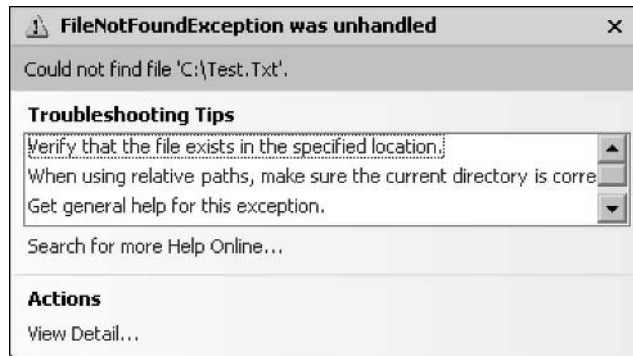 FileNotFoundException was unhandled
Could not find file 'C:\Test.Txt'.
Troubleshooting Tips
Verify that the file exists in the specified location.
When using relative paths, make sure the current directory is corre
Get general help for this exception.
Search for more Help Online...
Actions
View Detail...